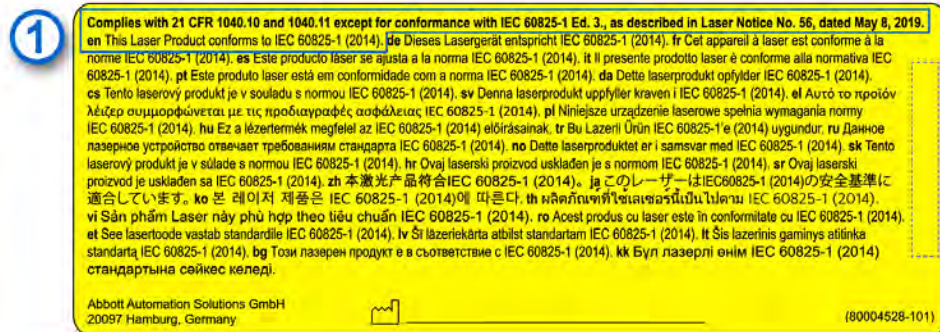 1
Complies with 21 CFR 1040.10 and 1040.11 except for conformance with IEC 60825-1 Ed. 3., as described in Laser Notice No. 56, dated May 8, 2019.
en This Laser Product conforms to IEC 60825-1 (2014). de Dieses Lasergerät entspricht IEC 60825-1 (2014). fr Cet appareil à laser est conforme à la
norme IEC 60825-1 (2014). es Este producto láser se ajusta a la norma IEC 60825-1 (2014). it Il presente prodotto laser è conforme alla normativa IEC
60825-1 (2014). pt Este produto laser está em conformidade com a norma IEC 60825-1 (2014). da Dette laserprodukt opfylder IEC 60825-1 (2014).
cs Tento laserový produkt je v souladu s normou IEC 60825-1 (2014). sv Denna laserprodukt uppfyller kraven i IEC 60825-1 (2014). el Αυτό το προϊόν
λέιζερ συμμορφώνεται με τις προδιαγραφές ασφάλειας IEC 60825-1 (2014). pl Niniejsze urządzenie laserowe spełnia wymagania normy
IEC 60825-1 (2014). hu Ez a lézertermék megfelel az IEC 60825-1 (2014) előírásainak. tr Bu Lazerli Ürün IEC 60825-1'e (2014) uygundur. ru Данное
лазерное устройство отвечает требованиям стандарта IEC 60825-1 (2014). no Dette laserproduktet er i samsvar med IEC 60825-1 (2014). sk Tento
laserový produkt je v súlade s normou IEC 60825-1 (2014). hr Ovaj laserski proizvod usklađen je s normom IEC 60825-1 (2014). sr Ovaj laserski
proizvod je usklađen sa IEC 60825-1 (2014). zh 本激光产品符合IEC 60825-1 (2014)。 ja このレーザーはIEC60825-1 (2014)の安全基準に
適合しています。 ko 본 레이저 제품은 IEC 60825-1 (2014)에 따른다. th ผลิตภัณฑ์ที่ใช้เลเซอร์นี้เป็นไปตาม IEC 60825-1 (2014).
vi Sản phẩm Laser này phù hợp theo tiêu chuẩn IEC 60825-1 (2014). ro Acest produs cu laser este în conformitate cu IEC 60825-1 (2014).
et See lasertoode vastab standardile IEC 60825-1 (2014). lv Šī lāzeriekārta atbilst standartam IEC 60825-1 (2014). lt Šis lazerinis gaminys atitinka
standartą IEC 60825-1 (2014). bg Този лазерен продукт е в съответствие с IEC 60825-1 (2014). kk Бұл лазерлі өнім IEC 60825-1 (2014)
стандартына сәйкес келеді.
Abbott Automation Solutions GmbH
20097 Hamburg, Germany
(80004528-101)